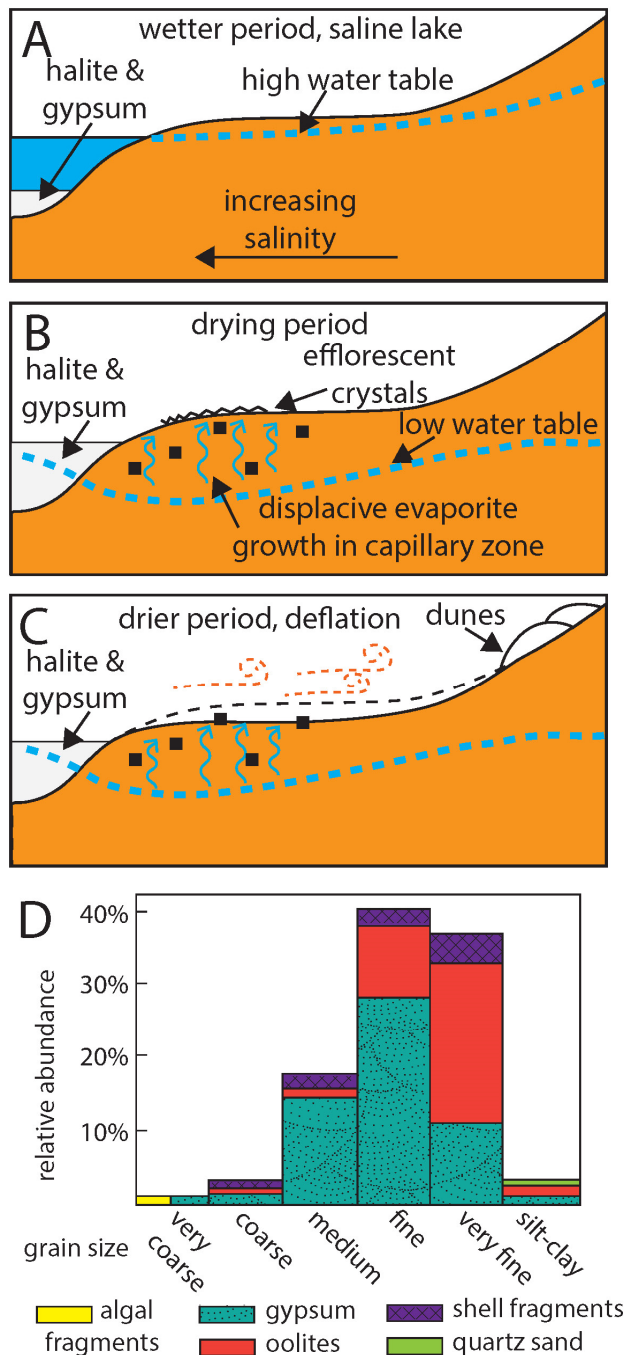 A
wetter period, saline lake
halite &
gypsum
high water table
increasing
salinity
B
drying period
efflorescent
crystals
halite &
gypsum
low water table
displacive evaporite
growth in capillary zone
C
drier period, deflation
dunes
halite &
gypsum
D
relative abundance
40%
30%
20%
10%
grain size
very
coarse
coarse
medium
fine
very fine
silt-clay
algal
fragments
gypsum
oolites
shell fragments
quartz sand